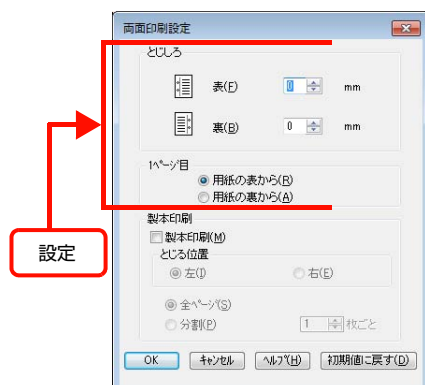 両面印刷設定
とじしろ
表(F) 0 mm
裏(B) 0 mm
1ページ目
用紙の表から(R)
用紙の裏から(A)
設定
製本印刷
製本印刷(M)
とじる位置
左(I) 右(E)
全ページ(S)
分割(P) 1 枚ごと
OK キャンセル ヘルプ(H) 初期値に戻す(D)